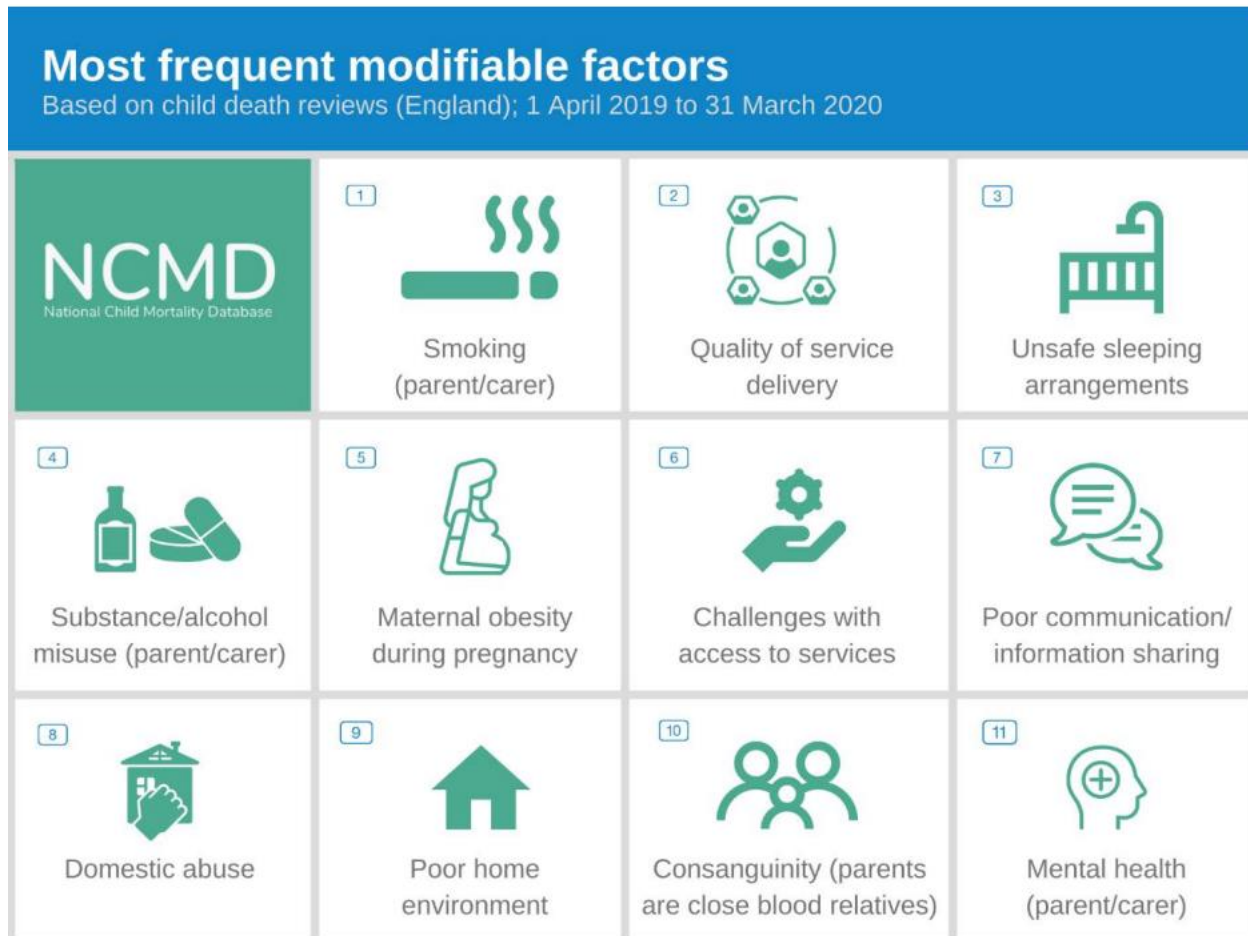 Most frequent modifiable factors
Based on child death reviews (England); 1 April 2019 to 31 March 2020
NCMD
National Child Mortality Database
1
Smoking
(parent/carer)
2
Quality of service
delivery
3
Unsafe sleeping
arrangements
4
Substance/alcohol
misuse (parent/carer)
5
Maternal obesity
during pregnancy
6
Challenges with
access to services
7
Poor communication/
information sharing
8
Domestic abuse
9
Poor home
environment
10
Consanguinity (parents
are close blood relatives)
11
Mental health
(parent/carer)